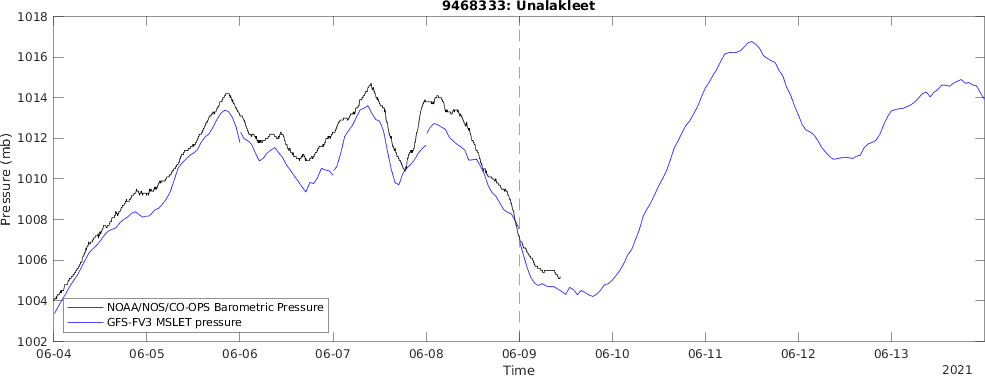 9468333: Unalakleet
1018
1016
1014
1012
1010
1008
1006
1004
1002
Pressure (mb)
NOAA/NOS/CO-OPS Barometric Pressure
GFS-FV3 MSLET pressure
06-04 06-05 06-06 06-07 06-08 06-09 06-10 06-11 06-12 06-13
Time
2021